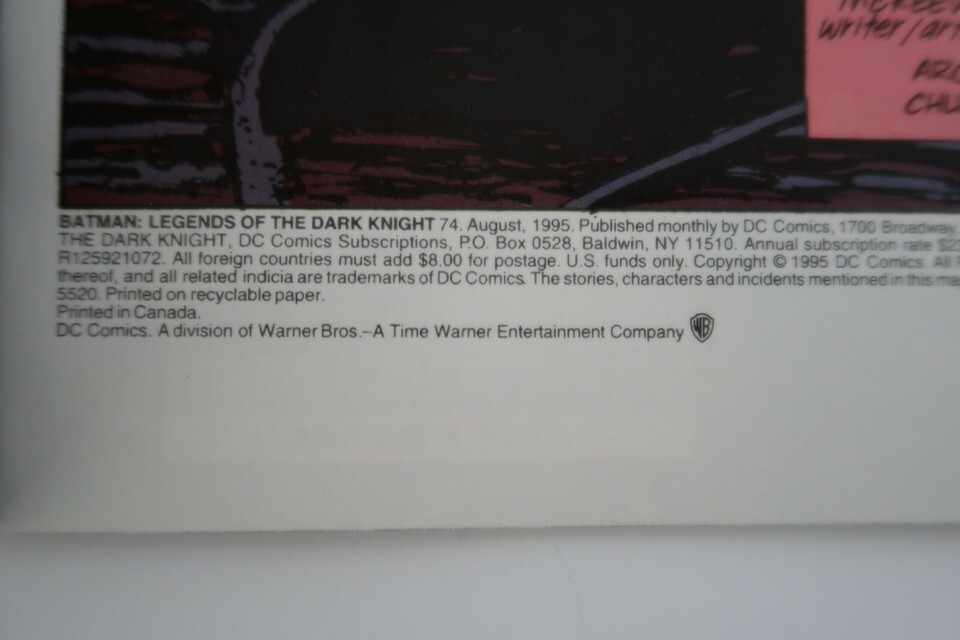 writer/art
CHU
BATMAN: LEGENDS OF THE DARK KNIGHT 74. August, 1995. Published monthly by DC Comics, 1700 Broadway,
THE DARK KNIGHT, DC Comics Subscriptions, P.O. Box 0528, Baldwin, NY 11510. Annual subscription rate
R125921072. All foreign countries must add $8.00 for postage. U.S. funds only. Copyright © 1995 DC Comics. All
thereof, and all related indicia are trademarks of DC Comics. The stories, characters and incidents mentioned in this ma
5520. Printed on recyclable paper.
Printed in Canada.
DC Comics. A division of Warner Bros.–A Time Warner Entertainment Company WB